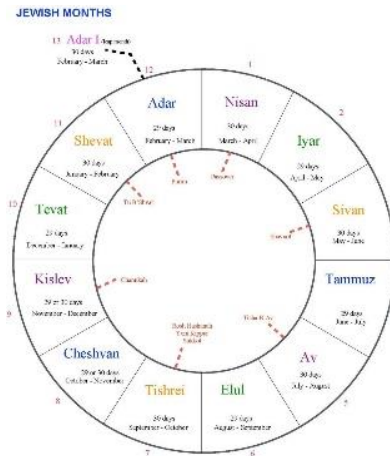 JEWISH MONTHS
13 Adar I (leap month)
30 days
February - March
12
Adar
29 days
February - March
1
Nisan
30 days
March - April
2
Iyar
29 days
April - May
Sivan
30 days
May - June
Tammuz
29 days
June - July
Av
30 days
July - August
5
Elul
29 days
August - September
6
Tishrei
30 days
September - October
7
Cheshvan
29 or 30 days
October - November
8
Kislev
29 or 30 days
November - December
9
Tevat
29 days
December - January
10
Shevat
30 days
January - February
11
Purim
Passover
Shavuot
Tisha B'Av
Rosh Hashanah
Yom Kippur
Sukkot
Chanukah
Tu B'Shvat